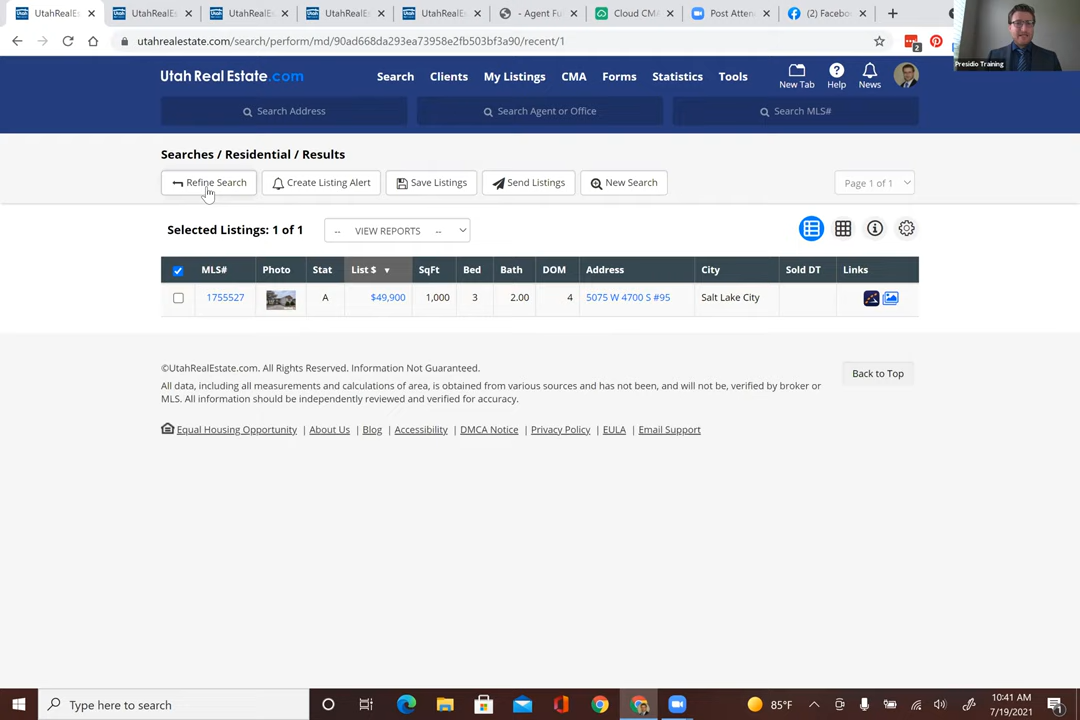 UtahRealEs
UtahRealEst
UtahRealEst
UtahRealEst
UtahRealEst
- Agent Fu
Cloud CMA
Post Atten
(2) Facebo
utahrealestate.com/search/perform/md/90ad668da293ea73958e2fb503bf3a90/recent/1
2
Presidio Training
Utah Real Estate.com
Search Clients My Listings CMA Forms Statistics Tools
New Tab Help News
Search Address Search Agent or Office Search MLS#
Searches / Residential / Results
Refine Search Create Listing Alert Save Listings Send Listings New Search Page 1 of 1
Selected Listings: 1 of 1 -- VIEW REPORTS --
MLS# Photo Stat List $ SqFt Bed Bath DOM Address City Sold DT Links
1755527 A $49,900 1,000 3 2.00 4 5075 W 4700 S #95 Salt Lake City
©UtahRealEstate.com. All Rights Reserved. Information Not Guaranteed.
All data, including all measurements and calculations of area, is obtained from various sources and has not been, and will not be, verified by broker or
MLS. All information should be independently reviewed and verified for accuracy.
Back to Top
Equal Housing Opportunity | About Us | Blog | Accessibility | DMCA Notice | Privacy Policy | EULA | Email Support
Type here to search
85°F
10:41 AM
7/19/2021